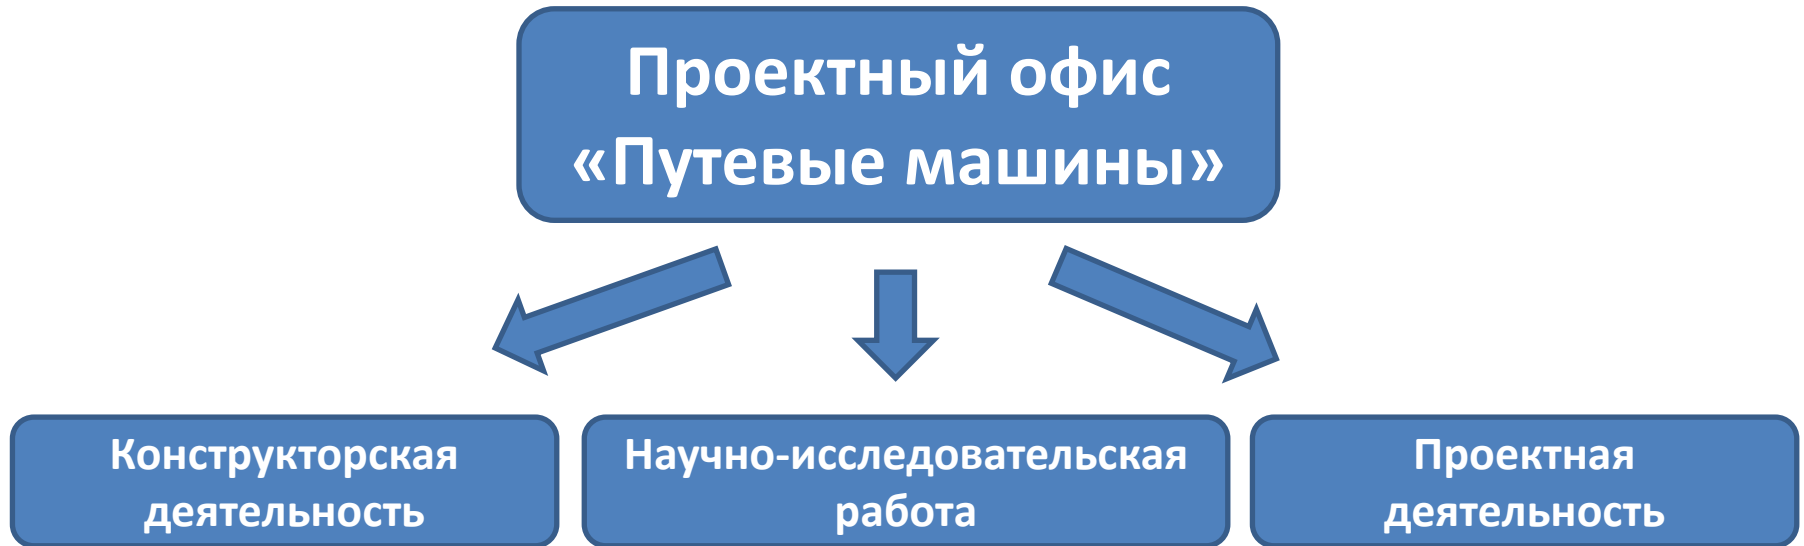 Проектный офис
«Путевые машины»
Конструкторская
деятельность
Научно-исследовательская
работа
Проектная
деятельность